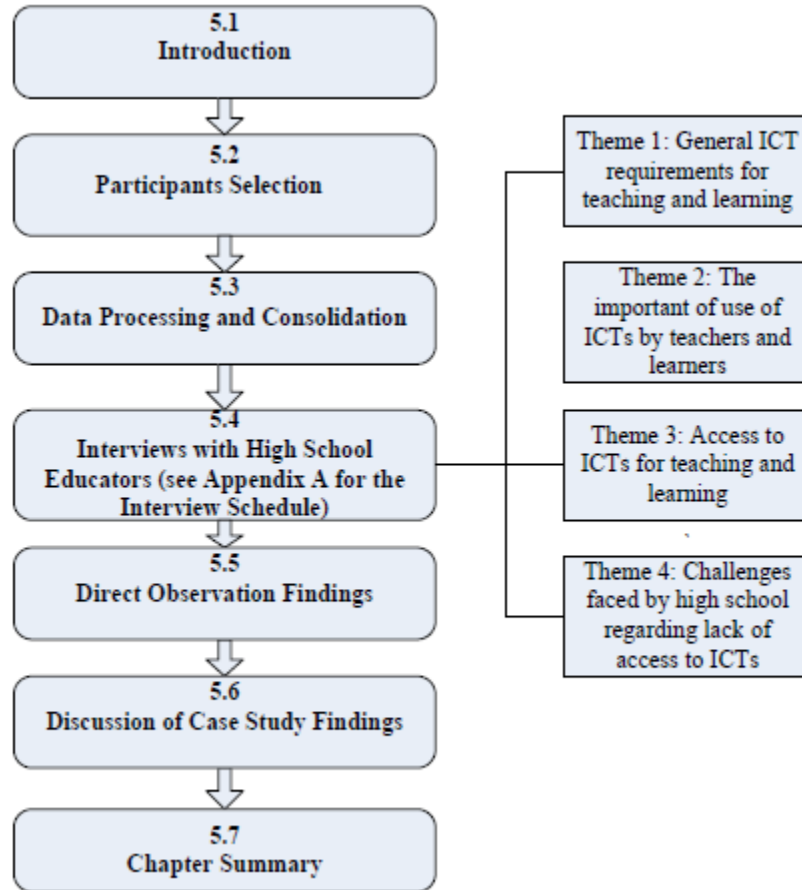 5.1
Introduction
5.2
Participants Selection
5.3
Data Processing and Consolidation
5.4
Interviews with High School
Educators (see Appendix A for the
Interview Schedule)
5.5
Direct Observation Findings
5.6
Discussion of Case Study Findings
5.7
Chapter Summary
Theme 1: General ICT
requirements for
teaching and learning
Theme 2: The
important of use of
ICTs by teachers and
learners
Theme 3: Access to
ICTs for teaching and
learning
Theme 4: Challenges
faced by high school
regarding lack of
access to ICTs